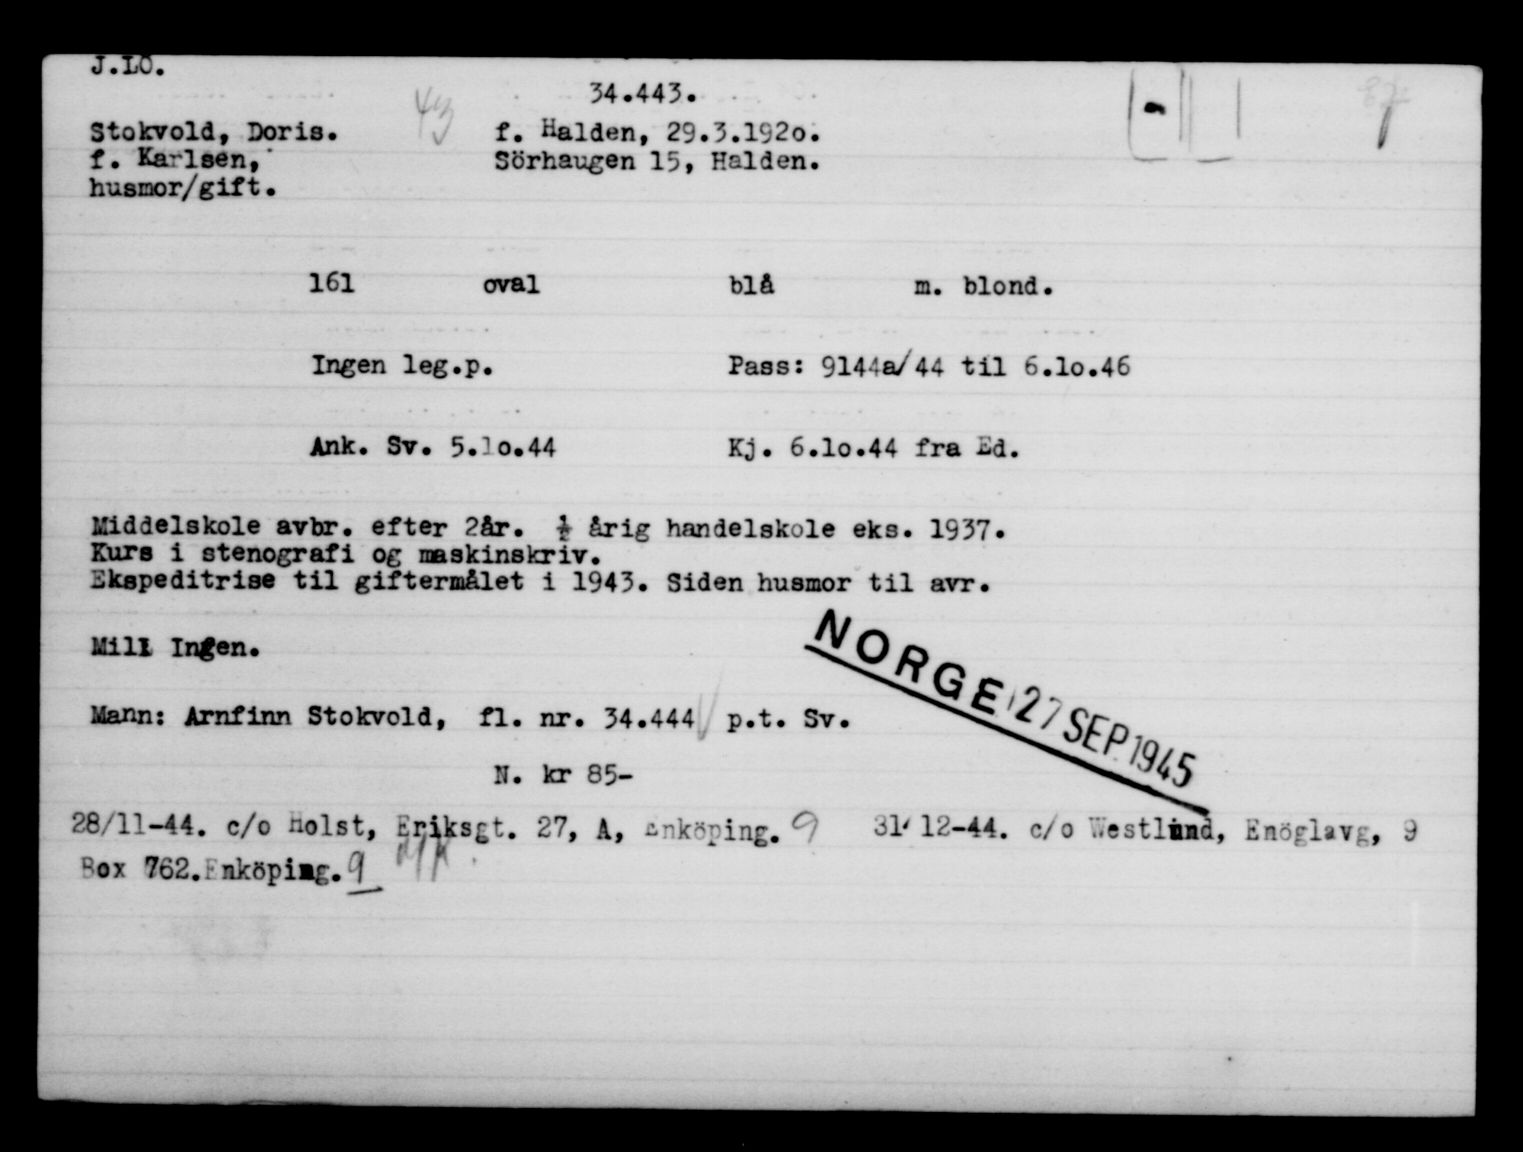 J.LO.
34.443.
43
Stokvold, Doris. f. Halden, 29.3.192o.
f. Karlsen, Sörhaugen 15, Halden.
husmor/gift.
161 oval blå m. blond.
Ingen leg.p. Pass: 9144a/44 til 6.1o.46
Ank. Sv. 5.1o.44 Kj. 6.1o.44 fra Ed.
Middelskole avbr. efter 2år. ½ årig handelskole eks. 1937.
Kurs i stenografi og maskinskriv.
Ekspeditrise til giftermålet i 1943. Siden husmor til avr.
Mill Ingen.
NORGE 27 SEP. 1945
Mann: Arnfinn Stokvold, fl. nr. 34.444 p.t. Sv.
N. kr 85-
28/11-44. c/o Holst, Eriksgt. 27, A, Enköping. 9 31/12-44. c/o Westlund, Enöglavg, 9
Box 762. Enköping. 9